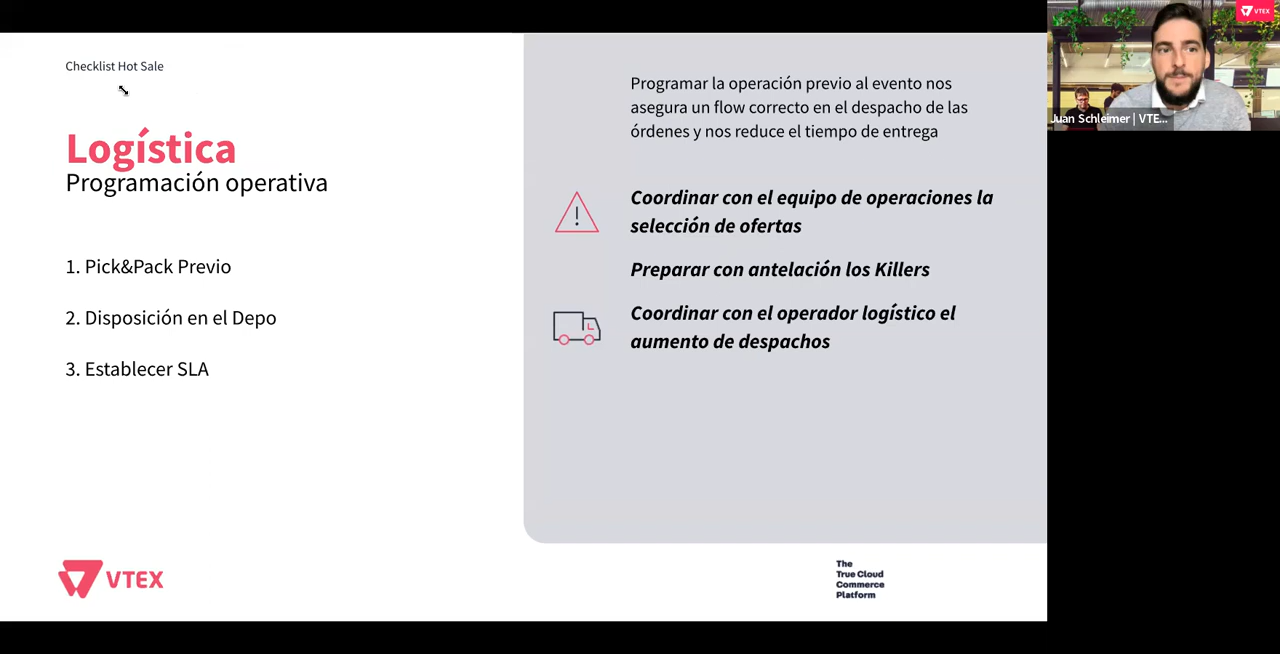 Checklist Hot Sale
Logística
Programación operativa
1. Pick&Pack Previo
2. Disposición en el Depo
3. Establecer SLA
Programar la operación previo al evento nos
asegura un flow correcto en el despacho de las
órdenes y nos reduce el tiempo de entrega
Coordinar con el equipo de operaciones la
selección de ofertas
Preparar con antelación los Killers
Coordinar con el operador logístico el
aumento de despachos
VTEX
The
True Cloud
Commerce
Platform
VTEX
Juan Schleimer | VTE...